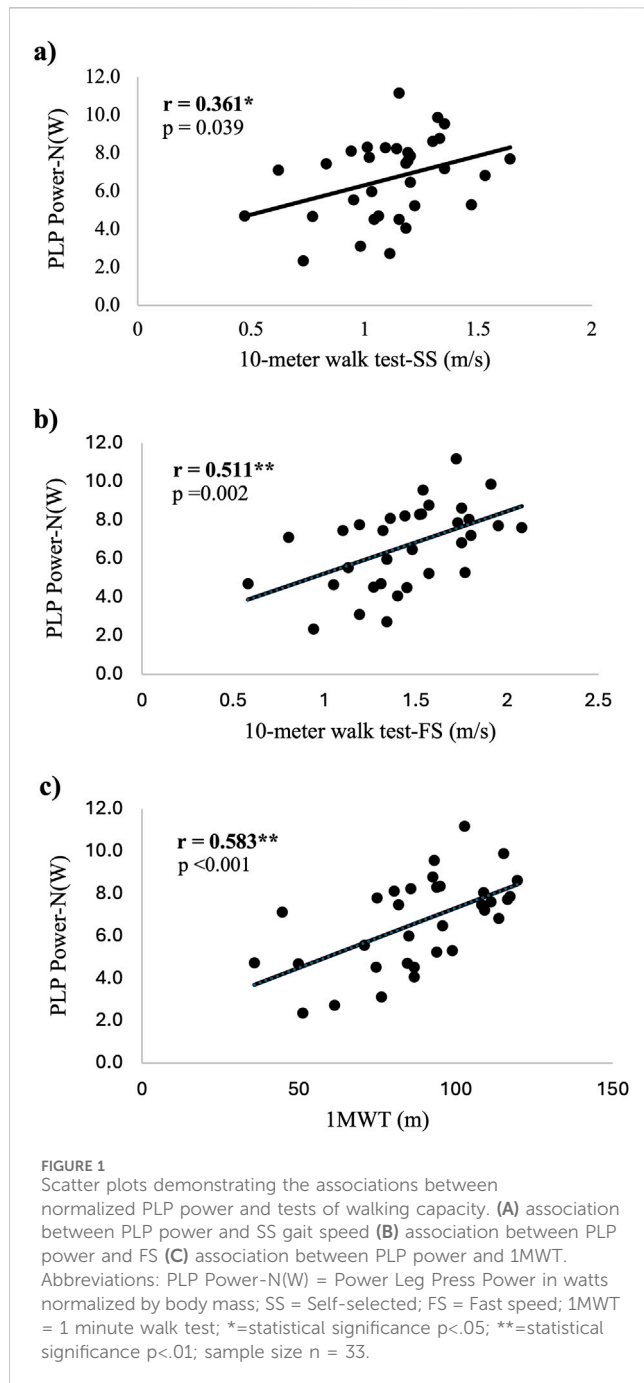 a)
12.0
10.0
8.0
6.0
4.0
2.0
0.0
PLP Power-N(W)
r = 0.361*
p = 0.039
0
0.5
1
1.5
2
10-meter walk test-SS (m/s)
b)
12.0
10.0
8.0
6.0
4.0
2.0
0.0
PLP Power-N(W)
r = 0.511**
p =0.002
0
0.5
1
1.5
2
2.5
10-meter walk test-FS (m/s)
c)
12.0
10.0
8.0
6.0
4.0
2.0
0.0
PLP Power-N(W)
r = 0.583**
p <0.001
0
50
100
150
1MWT (m)
FIGURE 1
Scatter plots demonstrating the associations between
normalized PLP power and tests of walking capacity. (A) association
between PLP power and SS gait speed (B) association between PLP
power and FS (C) association between PLP power and 1MWT.
Abbreviations: PLP Power-N(W) = Power Leg Press Power in watts
normalized by body mass; SS = Self-selected; FS = Fast speed; 1MWT
= 1 minute walk test; *=statistical significance p<.05; **=statistical
significance p<.01; sample size n = 33.